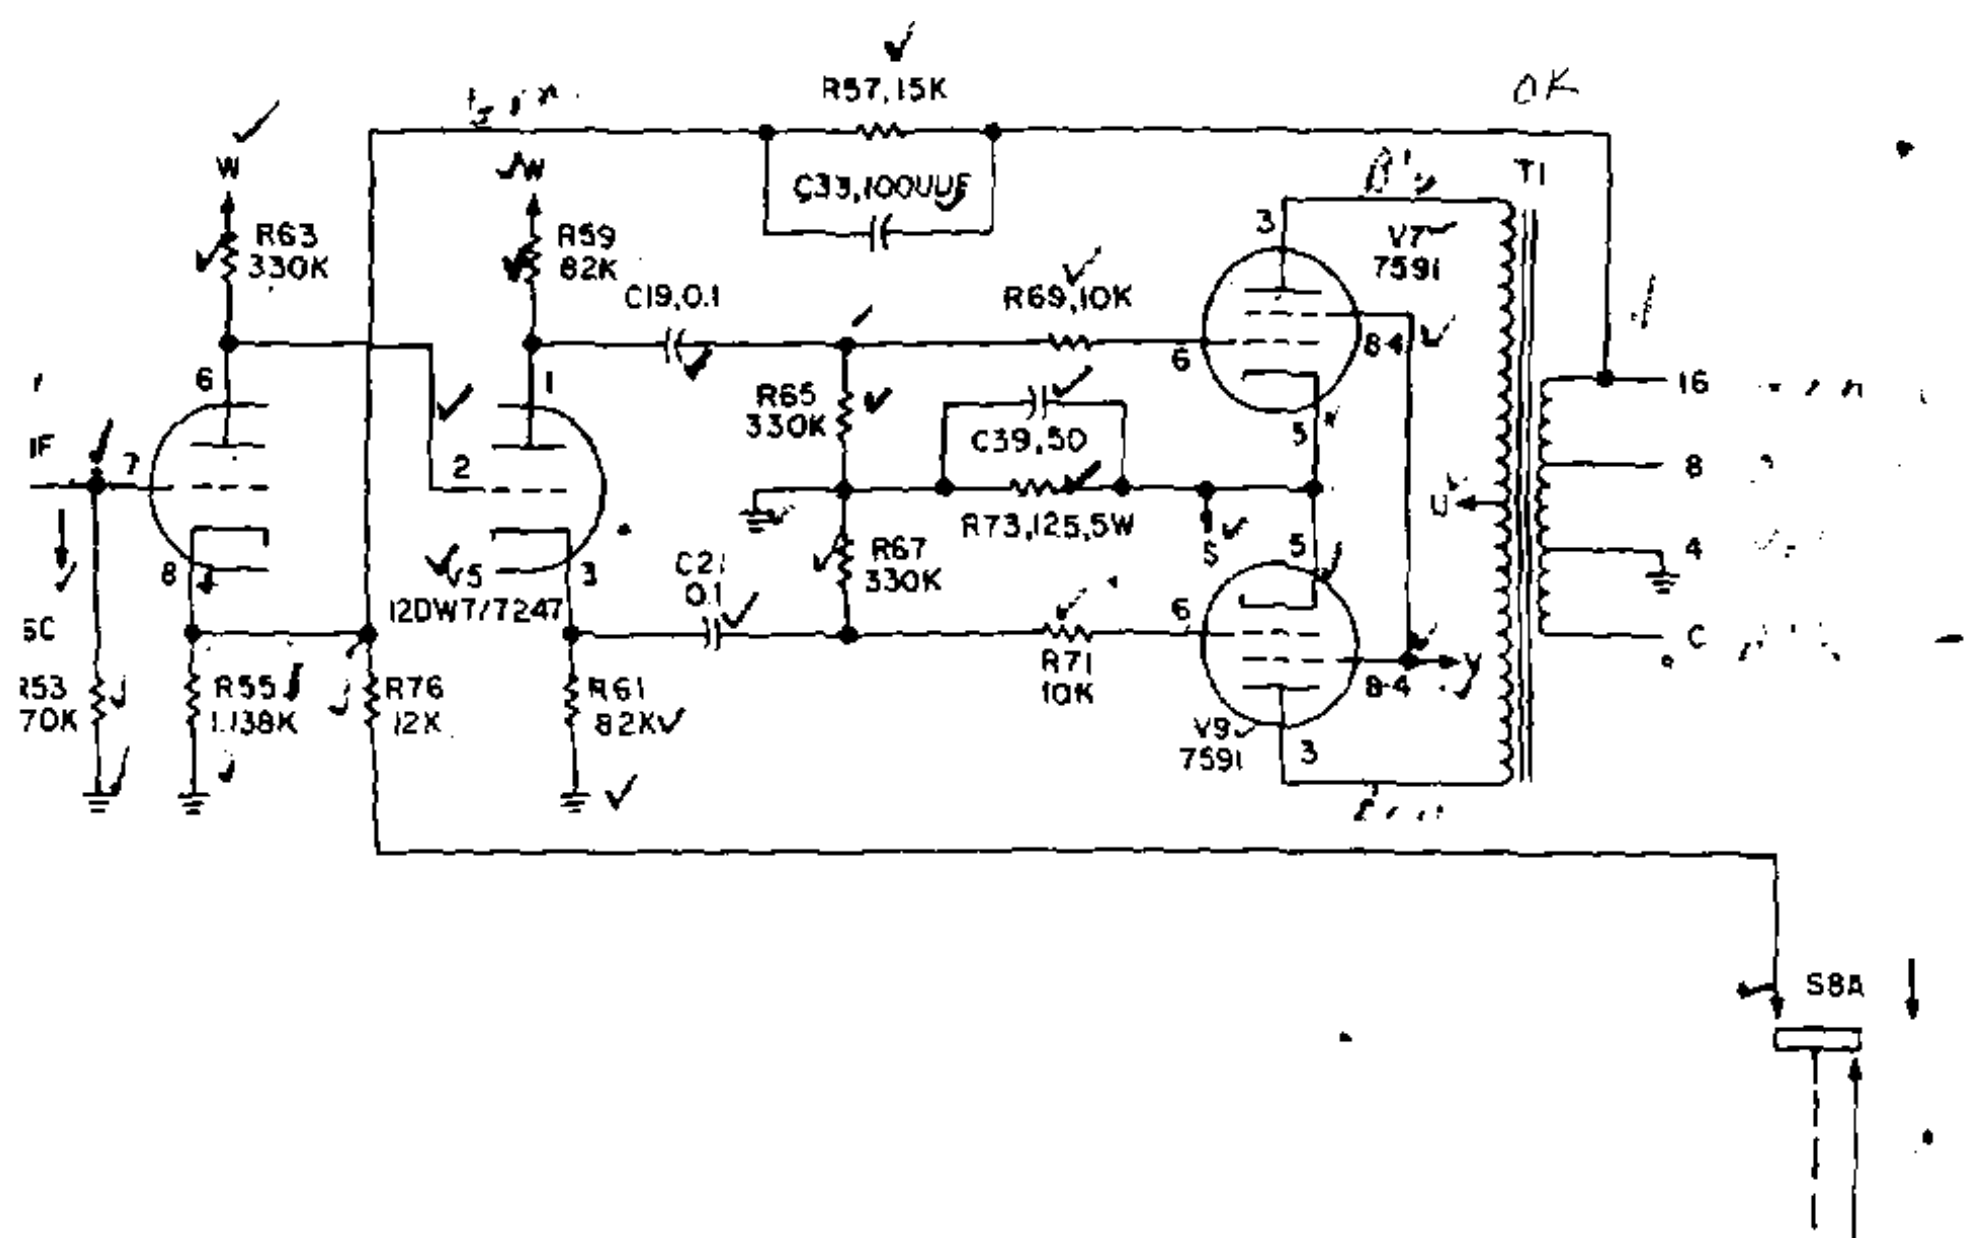 R57,15K
OK
W
W
C33,100UUF
T1
3
V7
7591
R63
330K
R59
82K
C19,0.1
R69,10K
6
1
6
8-4
16
R65
330K
C39,50
5
1F
7
2
8
U
R73,125,5W
S
5
8
V5
3
12DW7/7247
C21
0.1
R67
330K
4
6
C
R71
10K
8-4
V
R53
70K
R55
1.138K
R76
12K
R61
82K
V9
7591
3
S8A